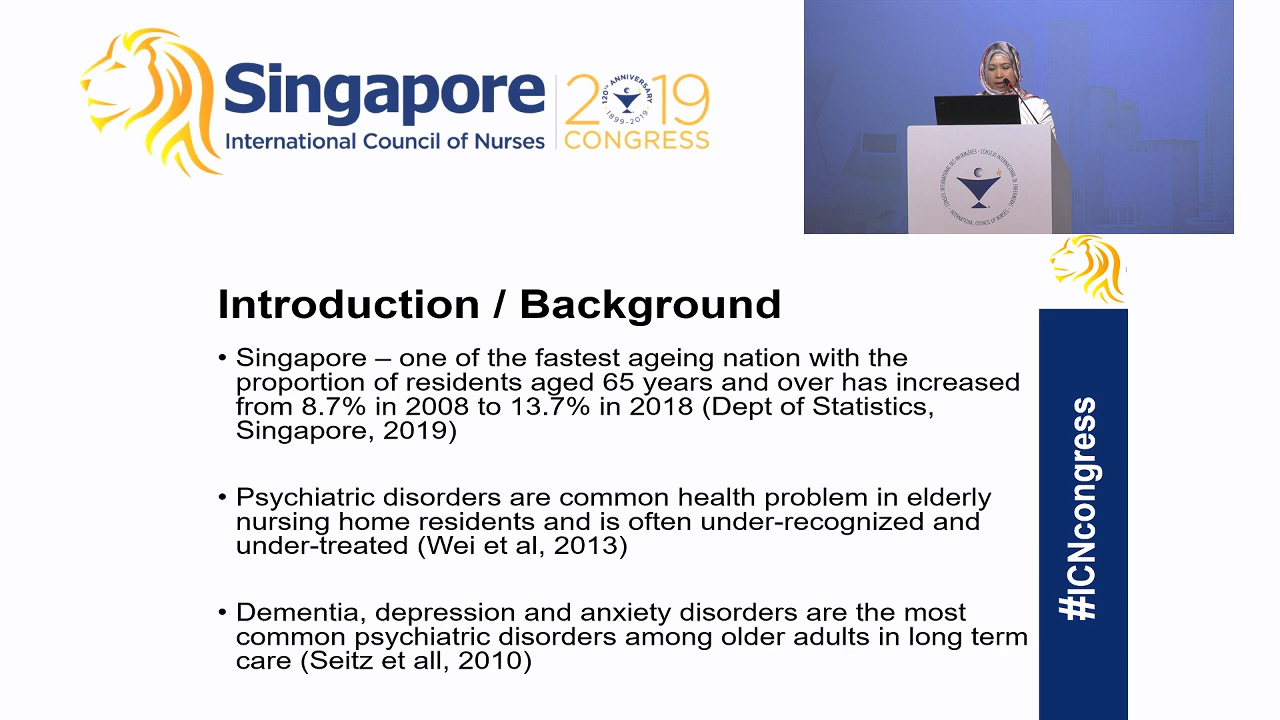 Singapore
International Council of Nurses
2019
CONGRESS
120TH ANNIVERSARY
1899-2019
Introduction / Background
• Singapore – one of the fastest ageing nation with the
proportion of residents aged 65 years and over has increased
from 8.7% in 2008 to 13.7% in 2018 (Dept of Statistics,
Singapore, 2019)
• Psychiatric disorders are common health problem in elderly
nursing home residents and is often under-recognized and
under-treated (Wei et al, 2013)
• Dementia, depression and anxiety disorders are the most
common psychiatric disorders among older adults in long term
care (Seitz et all, 2010)
#ICNcongress
INTERNATIONAL COUNCIL OF NURSES